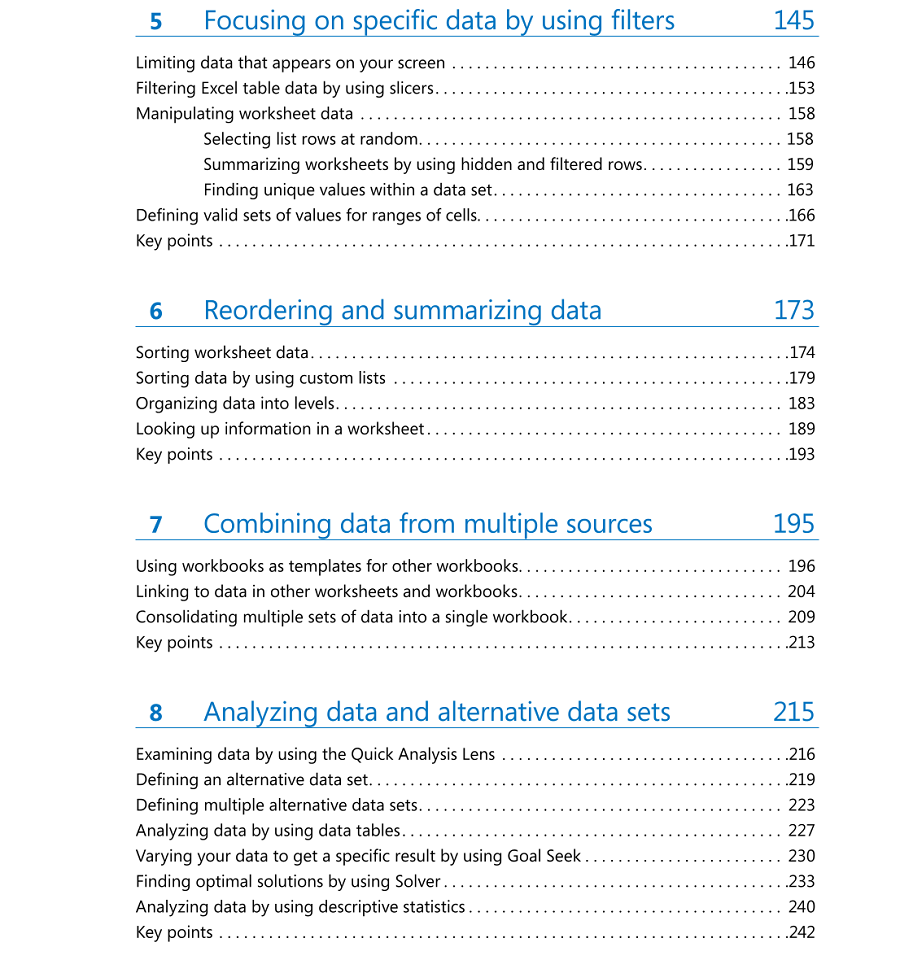 5 Focusing on specific data by using filters 145
Limiting data that appears on your screen . . . . . . . . . . . . . . . . . . . . . . . . . . . . . . . . . . . . . . . . 146
Filtering Excel table data by using slicers. . . . . . . . . . . . . . . . . . . . . . . . . . . . . . . . . . . . . . . . . . .153
Manipulating worksheet data . . . . . . . . . . . . . . . . . . . . . . . . . . . . . . . . . . . . . . . . . . . . . . . . . . . 158
Selecting list rows at random. . . . . . . . . . . . . . . . . . . . . . . . . . . . . . . . . . . . . . . . . . . . 158
Summarizing worksheets by using hidden and filtered rows. . . . . . . . . . . . . . . . . 159
Finding unique values within a data set. . . . . . . . . . . . . . . . . . . . . . . . . . . . . . . . . . . 163
Defining valid sets of values for ranges of cells. . . . . . . . . . . . . . . . . . . . . . . . . . . . . . . . . . . . . .166
Key points . . . . . . . . . . . . . . . . . . . . . . . . . . . . . . . . . . . . . . . . . . . . . . . . . . . . . . . . . . . . . . . . . . . . .171
6 Reordering and summarizing data 173
Sorting worksheet data. . . . . . . . . . . . . . . . . . . . . . . . . . . . . . . . . . . . . . . . . . . . . . . . . . . . . . . . . .174
Sorting data by using custom lists . . . . . . . . . . . . . . . . . . . . . . . . . . . . . . . . . . . . . . . . . . . . . . . .179
Organizing data into levels. . . . . . . . . . . . . . . . . . . . . . . . . . . . . . . . . . . . . . . . . . . . . . . . . . . . . . 183
Looking up information in a worksheet . . . . . . . . . . . . . . . . . . . . . . . . . . . . . . . . . . . . . . . . . . . 189
Key points . . . . . . . . . . . . . . . . . . . . . . . . . . . . . . . . . . . . . . . . . . . . . . . . . . . . . . . . . . . . . . . . . . . . .193
7 Combining data from multiple sources 195
Using workbooks as templates for other workbooks. . . . . . . . . . . . . . . . . . . . . . . . . . . . . . . . 196
Linking to data in other worksheets and workbooks. . . . . . . . . . . . . . . . . . . . . . . . . . . . . . . . 204
Consolidating multiple sets of data into a single workbook. . . . . . . . . . . . . . . . . . . . . . . . . . 209
Key points . . . . . . . . . . . . . . . . . . . . . . . . . . . . . . . . . . . . . . . . . . . . . . . . . . . . . . . . . . . . . . . . . . . . .213
8 Analyzing data and alternative data sets 215
Examining data by using the Quick Analysis Lens . . . . . . . . . . . . . . . . . . . . . . . . . . . . . . . . . . .216
Defining an alternative data set. . . . . . . . . . . . . . . . . . . . . . . . . . . . . . . . . . . . . . . . . . . . . . . . . . .219
Defining multiple alternative data sets. . . . . . . . . . . . . . . . . . . . . . . . . . . . . . . . . . . . . . . . . . . . 223
Analyzing data by using data tables. . . . . . . . . . . . . . . . . . . . . . . . . . . . . . . . . . . . . . . . . . . . . . 227
Varying your data to get a specific result by using Goal Seek . . . . . . . . . . . . . . . . . . . . . . . . 230
Finding optimal solutions by using Solver . . . . . . . . . . . . . . . . . . . . . . . . . . . . . . . . . . . . . . . . . .233
Analyzing data by using descriptive statistics . . . . . . . . . . . . . . . . . . . . . . . . . . . . . . . . . . . . . . 240
Key points . . . . . . . . . . . . . . . . . . . . . . . . . . . . . . . . . . . . . . . . . . . . . . . . . . . . . . . . . . . . . . . . . . . . .242